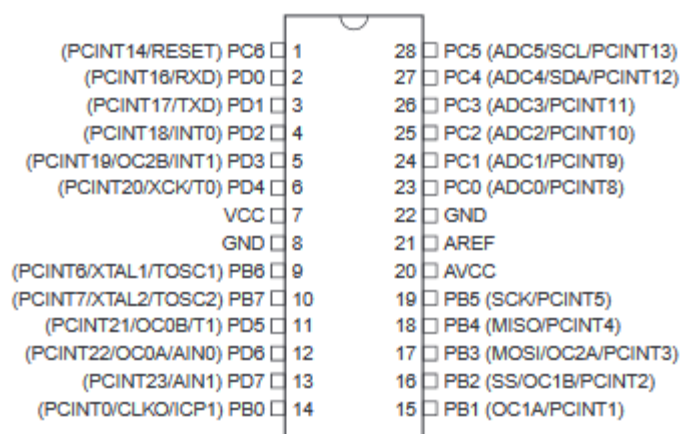 (PCINT14/RESET) PC6 1 28 PC5 (ADC5/SCL/PCINT13)
(PCINT16/RXD) PD0 2 27 PC4 (ADC4/SDA/PCINT12)
(PCINT17/TXD) PD1 3 26 PC3 (ADC3/PCINT11)
(PCINT18/INT0) PD2 4 25 PC2 (ADC2/PCINT10)
(PCINT19/OC2B/INT1) PD3 5 24 PC1 (ADC1/PCINT9)
(PCINT20/XCK/T0) PD4 6 23 PC0 (ADC0/PCINT8)
VCC 7 22 GND
GND 8 21 AREF
(PCINT6/XTAL1/TOSC1) PB6 9 20 AVCC
(PCINT7/XTAL2/TOSC2) PB7 10 19 PB5 (SCK/PCINT5)
(PCINT21/OC0B/T1) PD5 11 18 PB4 (MISO/PCINT4)
(PCINT22/OC0A/AIN0) PD6 12 17 PB3 (MOSI/OC2A/PCINT3)
(PCINT23/AIN1) PD7 13 16 PB2 (SS/OC1B/PCINT2)
(PCINT0/CLKO/ICP1) PB0 14 15 PB1 (OC1A/PCINT1)